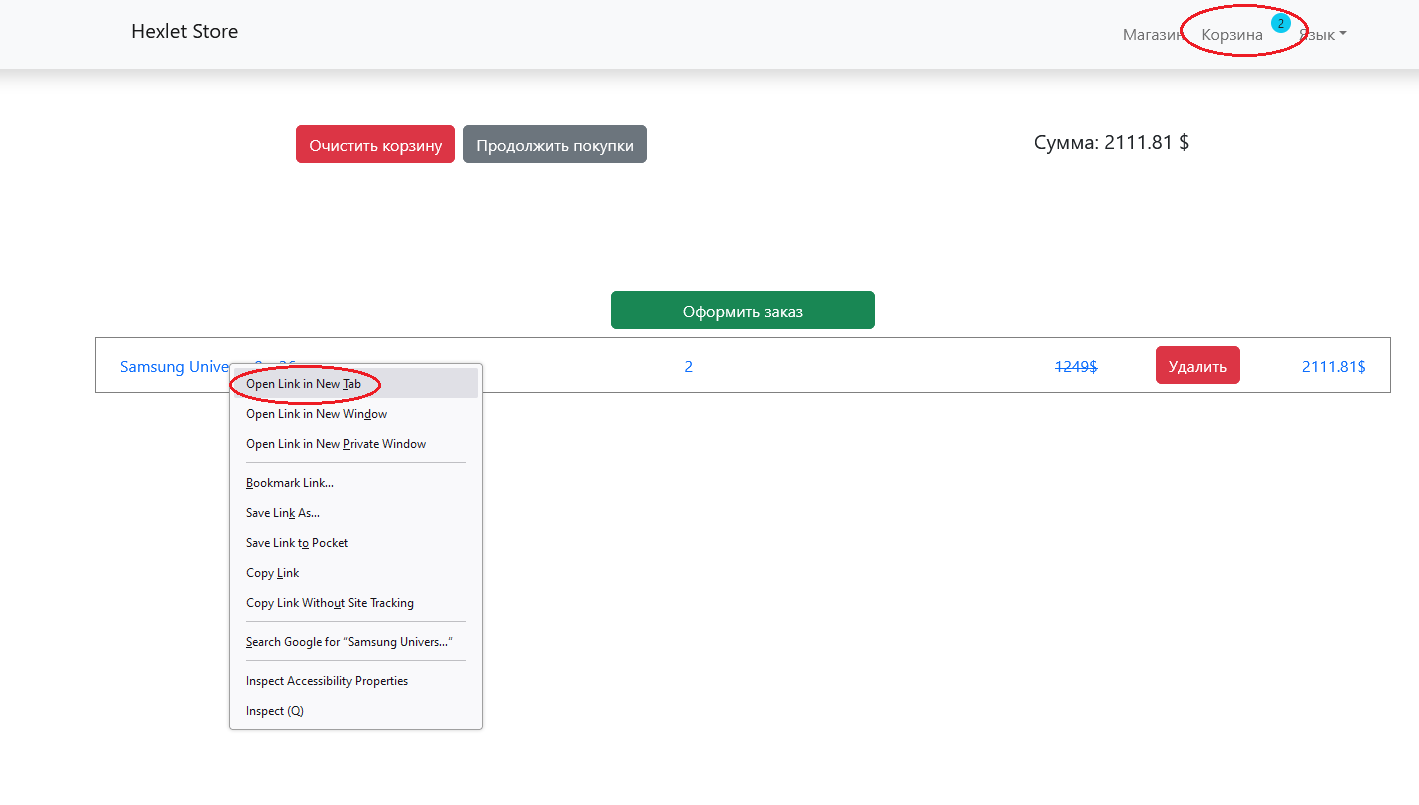 Hexlet Store
Магазин Корзина 2 Язык
Очистить корзину Продолжить покупки Сумма: 2111.81 $
Оформить заказ
Samsung 2 1249$ Удалить 2111.81$
Open Link in New Tab
Open Link in New Window
Open Link in New Private Window
Bookmark Link...
Save Link As...
Save Link to Pocket
Copy Link
Copy Link Without Site Tracking
Search Google for “Samsung Univers...”
Inspect Accessibility Properties
Inspect (Q)